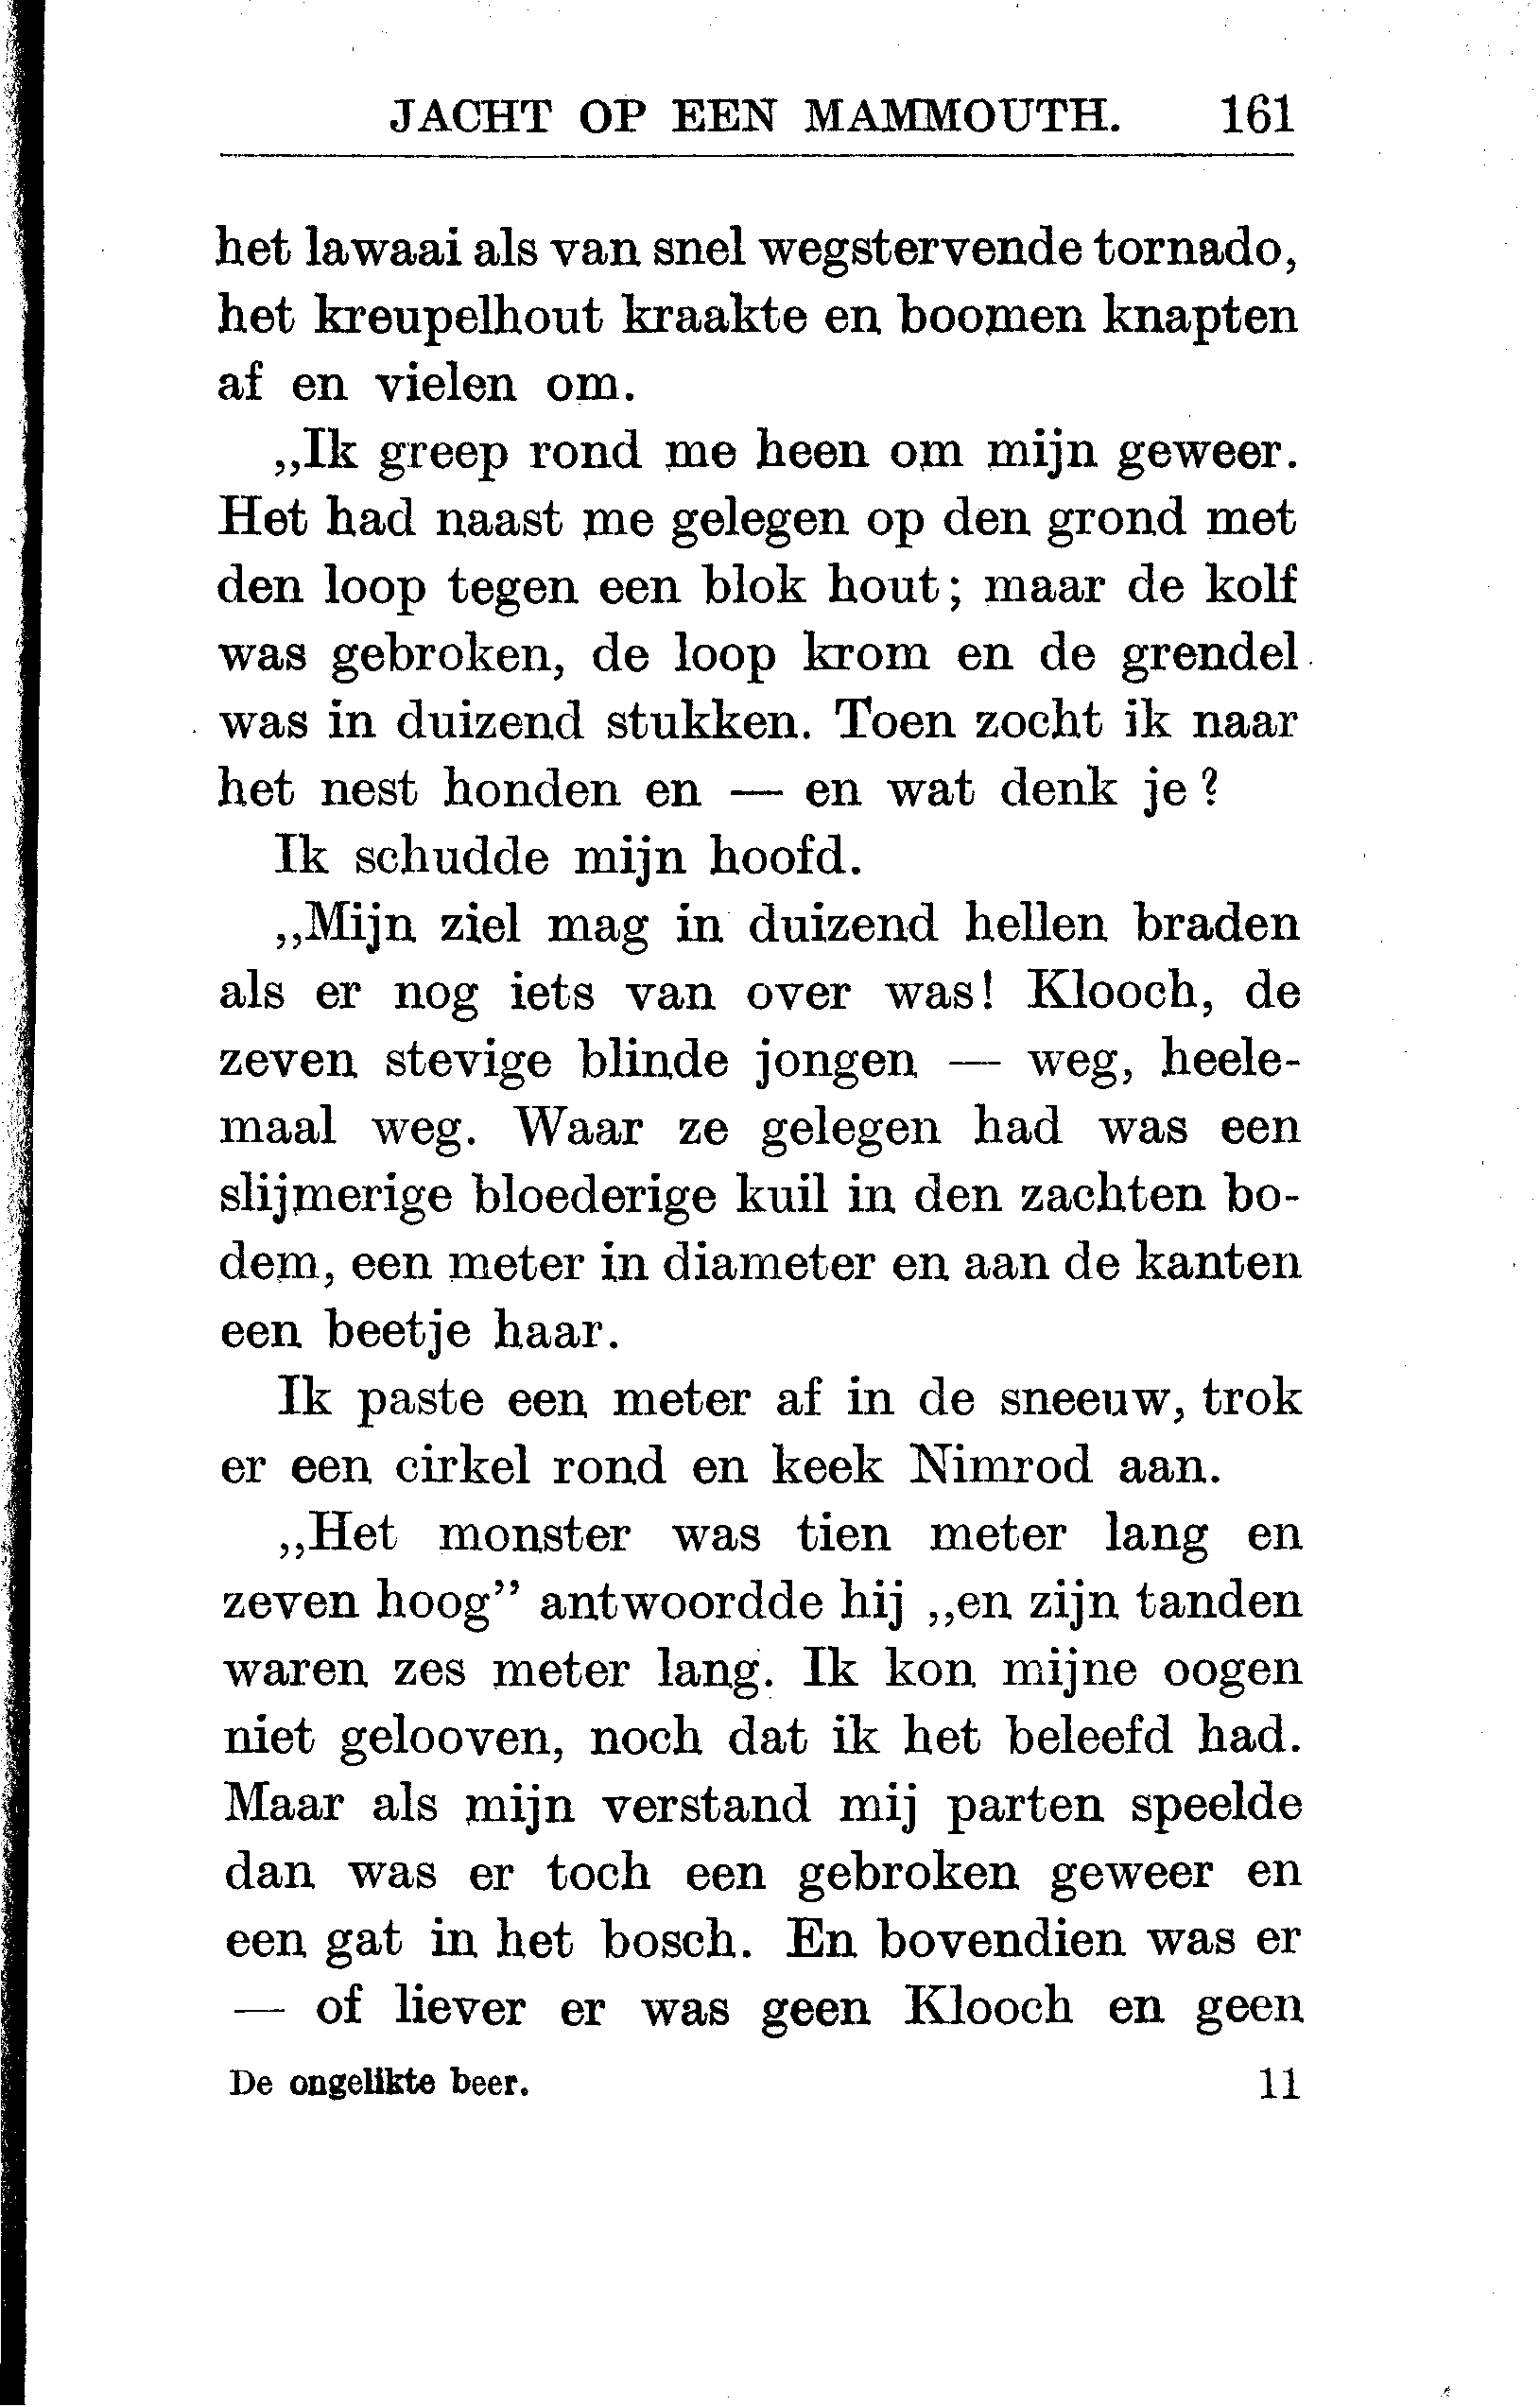 JACHT OP EEN MAMMOUTH. 161
het lawaai als van snel wegstervende tornado,
het kreupelhout kraakte en boomen knapten
af en vielen om.
„Ik greep rond me heen om mijn geweer.
Het had naast me gelegen op den grond met
den loop tegen een blok hout; maar de kolf
was gebroken, de loop krom en de grendel
was in duizend stukken. Toen zocht ik naar
het nest honden en — en wat denk je?
Ik schudde mijn hoofd.
„Mijn ziel mag in duizend hellen braden
als er nog iets van over was! Klooch, de
zeven stevige blinde jongen — weg, heele-
maal weg. Waar ze gelegen had was een
slijmerige bloederige kuil in den zachten bo-
dem, een meter in diameter en aan de kanten
een beetje haar.
Ik paste een meter af in de sneeuw, trok
er een cirkel rond en keek Nimrod aan.
„Het monster was tien meter lang en
zeven hoog” antwoordde hij „en zijn tanden
waren zes meter lang. Ik kon mijne oogen
niet gelooven, noch dat ik het beleefd had.
Maar als mijn verstand mij parten speelde
dan was er toch een gebroken geweer en
een gat in het bosch. En bovendien was er
— of liever er was geen Klooch en geen
De ongelikte beer. 11